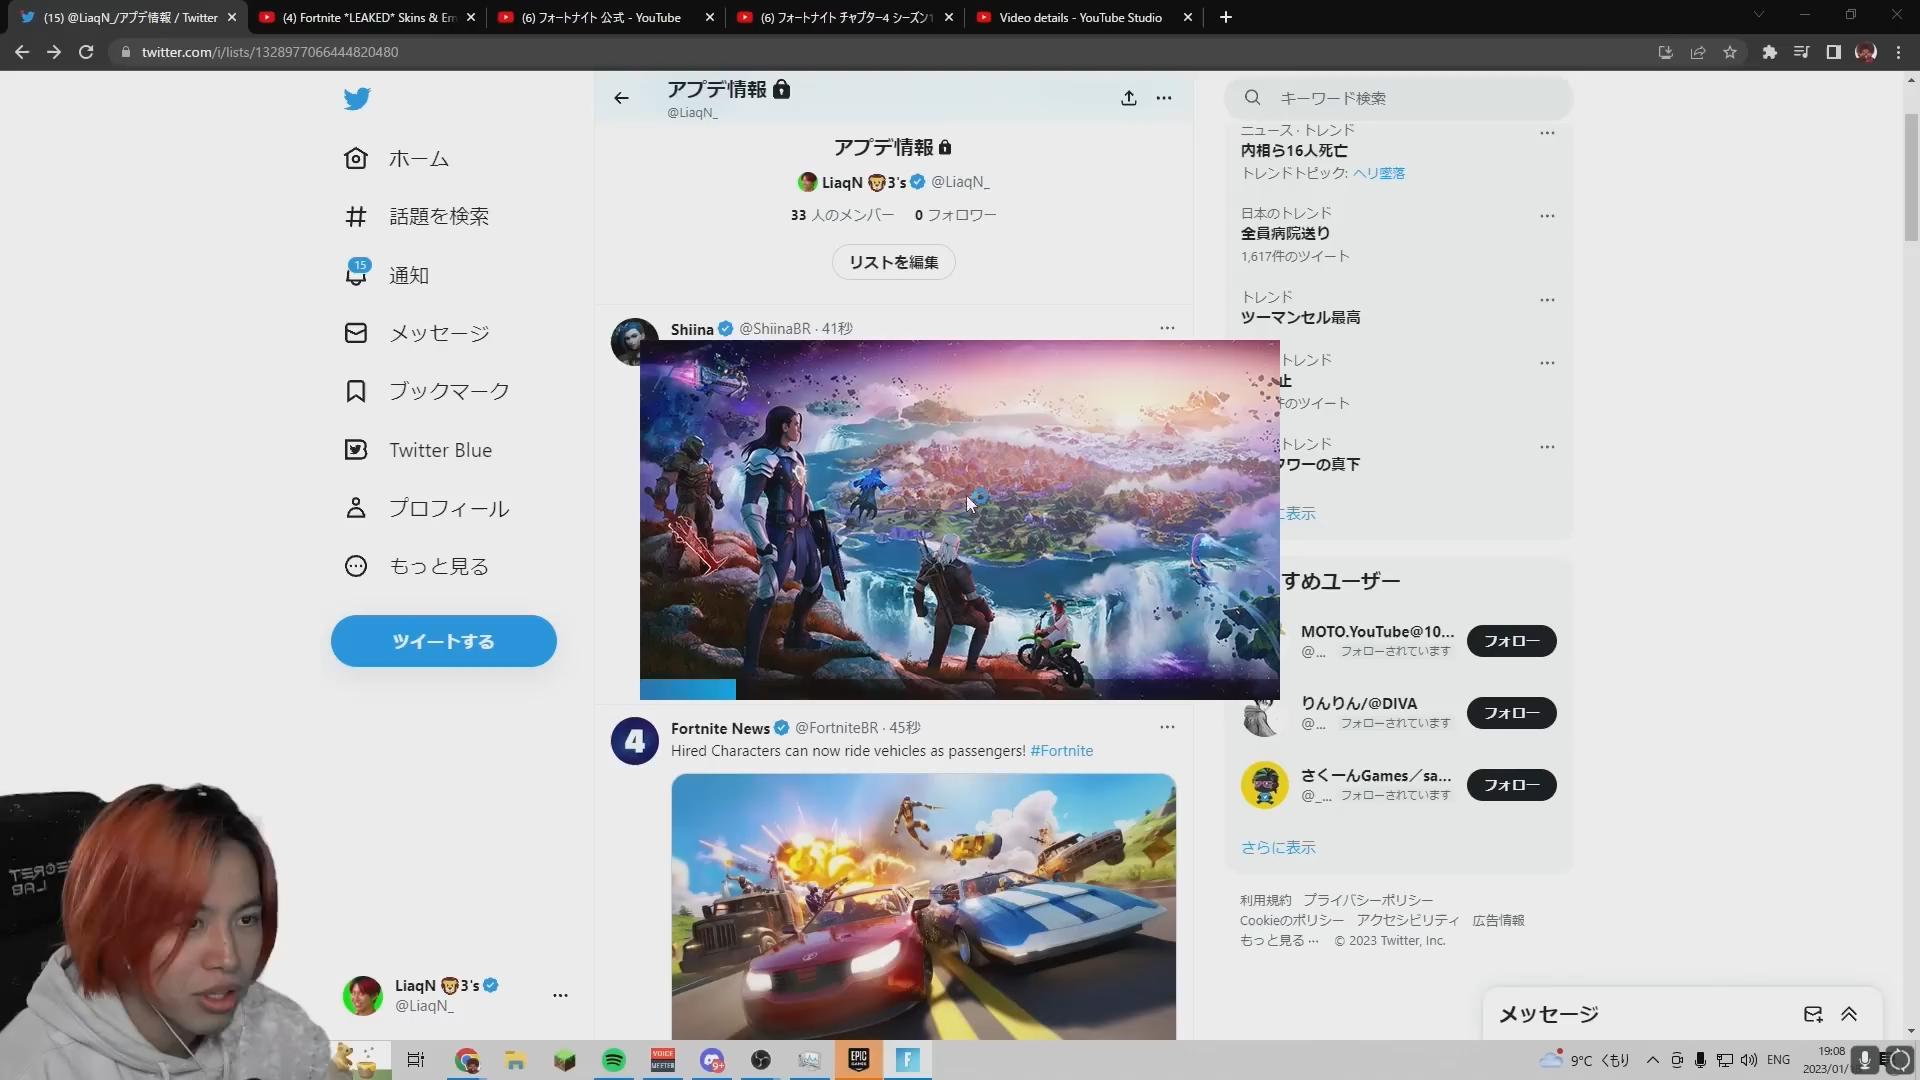 (15) @LiaqN_/アプデ情報 / Twitter
(4) Fortnite *LEAKED* Skins & Em
(6) フォートナイト 公式 - YouTube
(6) フォートナイト チャプター4 シーズン1
Video details - YouTube Studio
twitter.com/i/lists/1328977066444820480
ホーム
話題を検索
15
通知
メッセージ
ブックマーク
Twitter Blue
プロフィール
もっと見る
ツイートする
LiaqN 🦁3's
@LiaqN_
アプデ情報
@LiaqN_
アプデ情報
LiaqN 🦁3's @LiaqN_
33 人のメンバー 0 フォロワー
リストを編集
Shiina @ShiinaBR · 41秒
Fortnite News @FortniteBR · 45秒
Hired Characters can now ride vehicles as passengers! #Fortnite
4
キーワード検索
ニュース · トレンド
内相ら16人死亡
トレンドトピック: ヘリ墜落
日本のトレンド
全員病院送り
1,617件のツイート
トレンド
ツーマンセル最高
トレンド
止
件のツイート
トレンド
タワーの真下
に表示
すめユーザー
MOTO.YouTube@10...
@... フォローされています
フォロー
りんりん/@DIVA
@... フォローされています
フォロー
さくーんGames／sa...
@_... フォローされています
フォロー
さらに表示
利用規約 プライバシーポリシー
Cookieのポリシー アクセシビリティ 広告情報
もっと見る ··· © 2023 Twitter, Inc.
メッセージ
SECRET
LAB
VOICE
MEETER
9+
EPIC
GAMES
F
9°C くもり
ENG
19:08
2023/01/